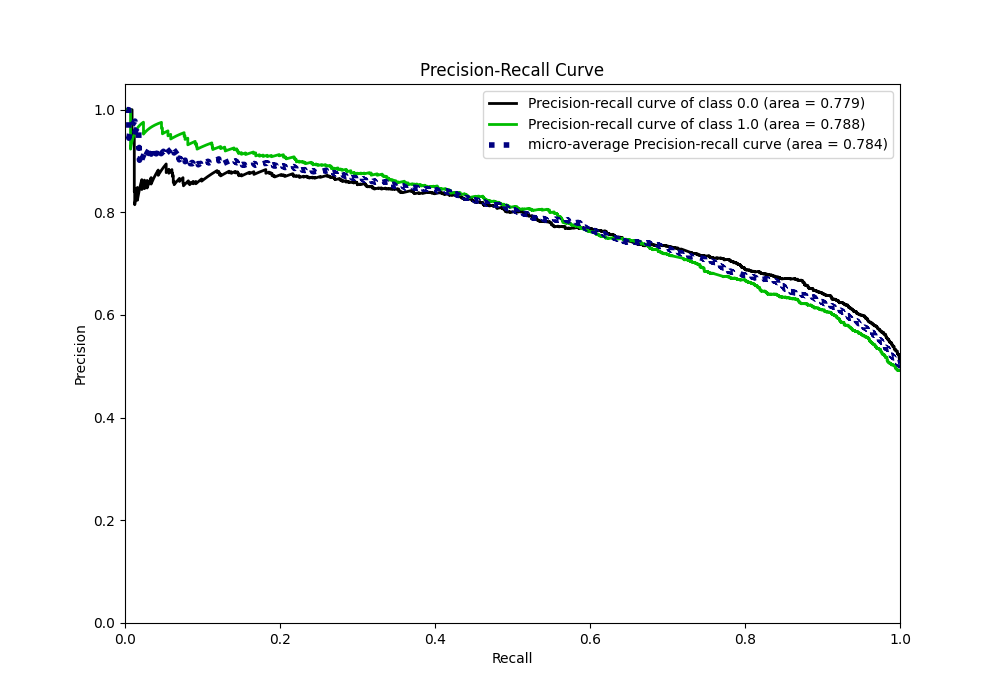 Precision-Recall Curve
Precision-recall curve of class 0.0 (area = 0.779)
Precision-recall curve of class 1.0 (area = 0.788)
micro-average Precision-recall curve (area = 0.784)
Precision
1.0
0.8
0.6
0.4
0.2
0.0
0.0 0.2 0.4 0.6 0.8 1.0
Recall